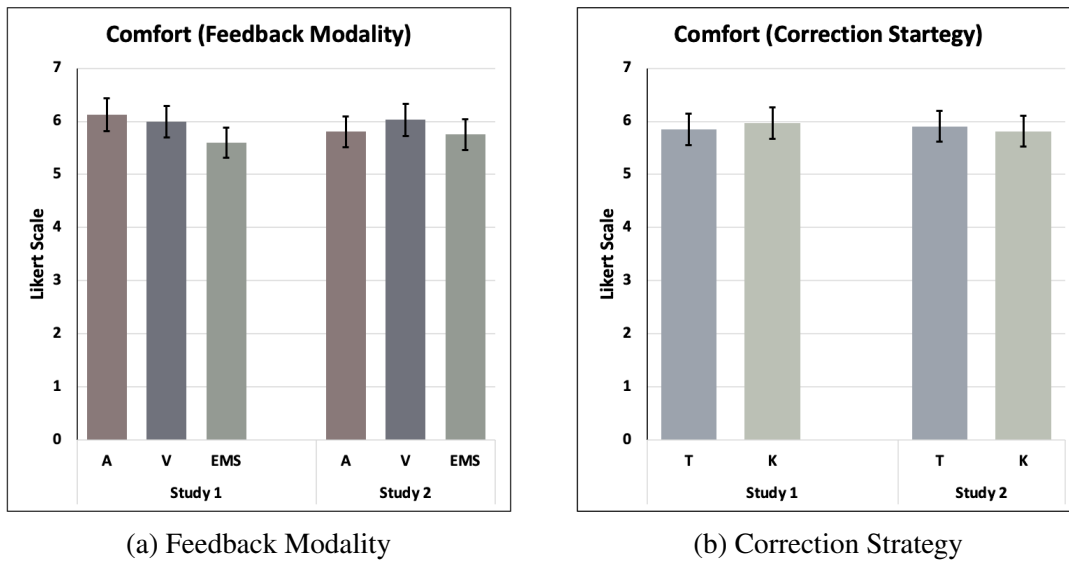 Comfort (Feedback Modality)
7
6
5
4
3
2
1
0
Likert Scale
A V EMS A V EMS
Study 1 Study 2
(a) Feedback Modality
Comfort (Correction Startegy)
7
6
5
4
3
2
1
0
Likert Scale
T K T K
Study 1 Study 2
(b) Correction Strategy